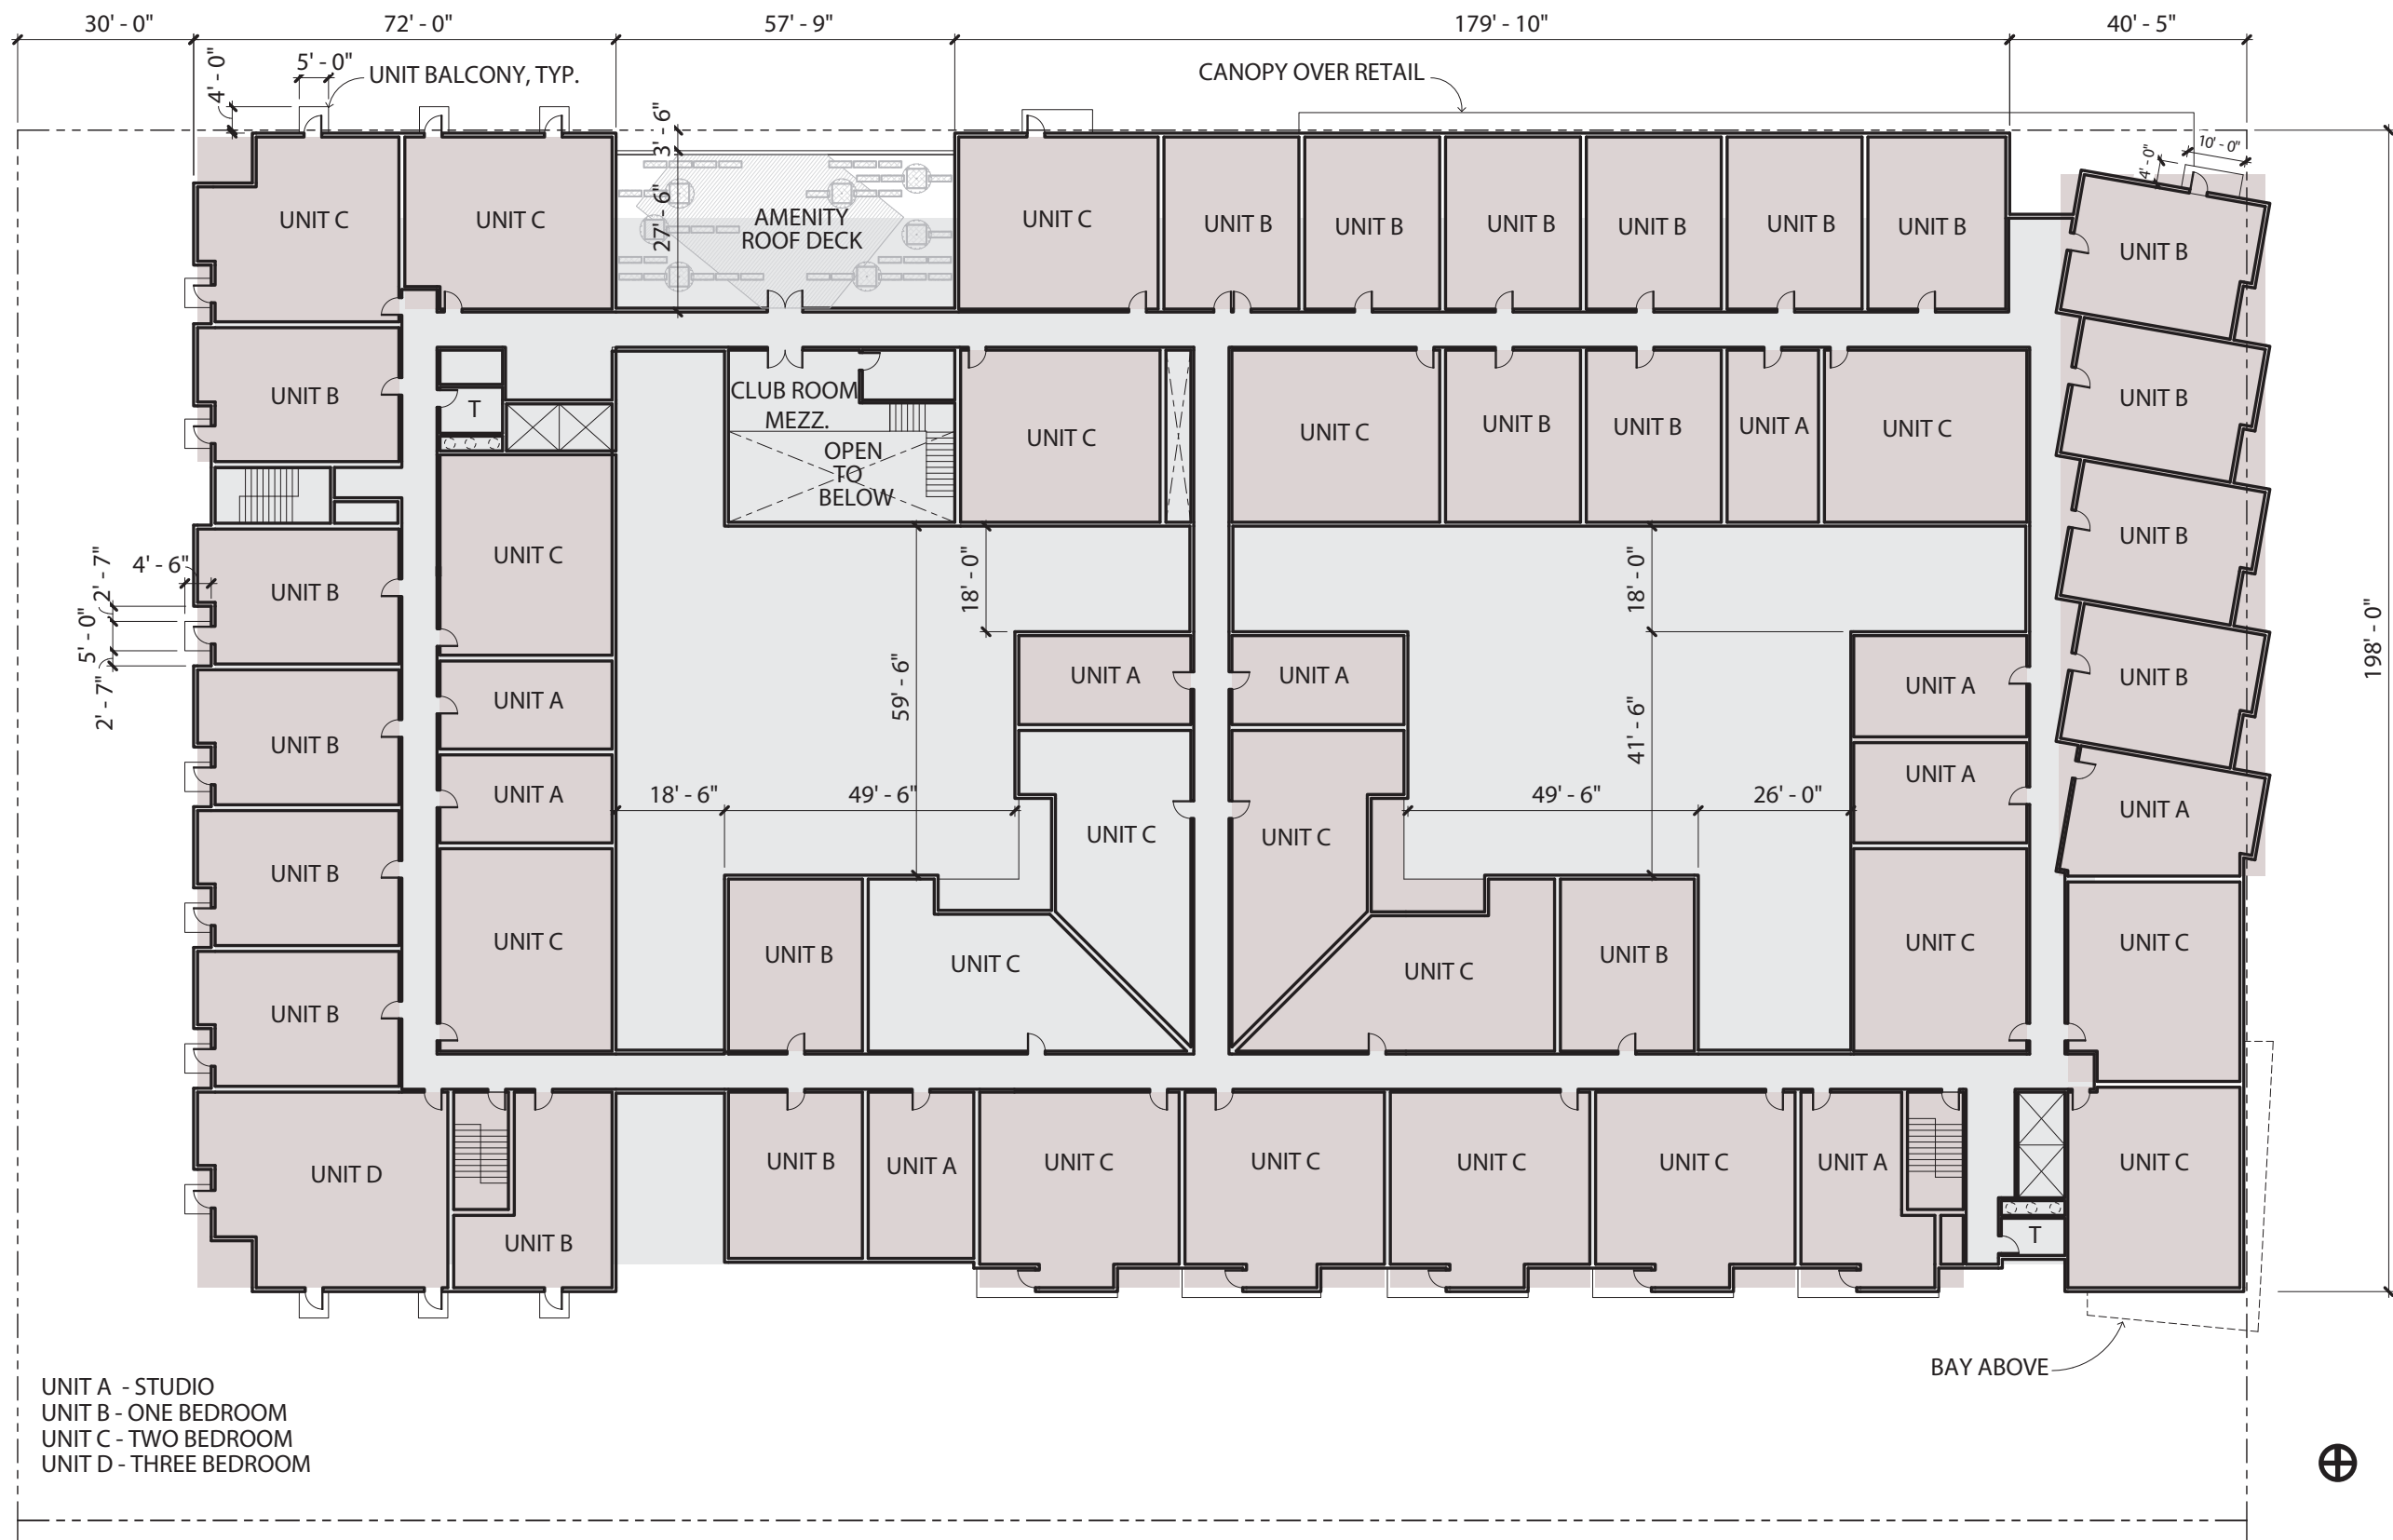 30' - 0"
72' - 0"
57' - 9"
179' - 10"
40' - 5"
4' - 0"
5' - 0"
UNIT BALCONY, TYP.
CANOPY OVER RETAIL
3' - 6"
10' - 0"
4' - 0"
UNIT C
UNIT C
27' - 6"
AMENITY
ROOF DECK
UNIT C
UNIT B
UNIT B
UNIT B
UNIT B
UNIT B
UNIT B
UNIT B
UNIT B
T
CLUB ROOM
MEZZ.
OPEN
TO
BELOW
UNIT C
UNIT C
UNIT B
UNIT B
UNIT A
UNIT C
UNIT B
UNIT C
UNIT B
4' - 6"
2' - 7"
5' - 0"
2' - 7"
UNIT B
18' - 0"
18' - 0"
198' - 0"
UNIT A
59' - 6"
UNIT A
UNIT A
41' - 6"
UNIT A
UNIT B
UNIT B
UNIT A
18' - 6"
49' - 6"
49' - 6"
26' - 0"
UNIT A
UNIT A
UNIT B
UNIT C
UNIT C
UNIT C
UNIT B
UNIT C
UNIT C
UNIT B
UNIT C
UNIT C
UNIT B
UNIT D
UNIT B
UNIT B
UNIT A
UNIT C
UNIT C
UNIT C
UNIT C
UNIT A
T
UNIT C
BAY ABOVE
UNIT A - STUDIO
UNIT B - ONE BEDROOM
UNIT C - TWO BEDROOM
UNIT D - THREE BEDROOM